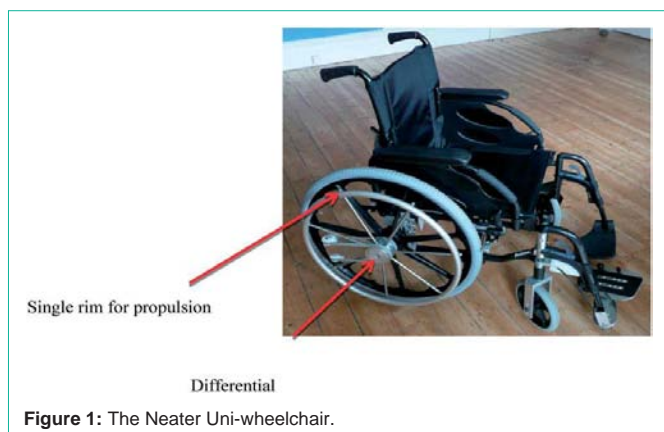 Single rim for propulsion
Differential
Figure 1: The Neater Uni-wheelchair.